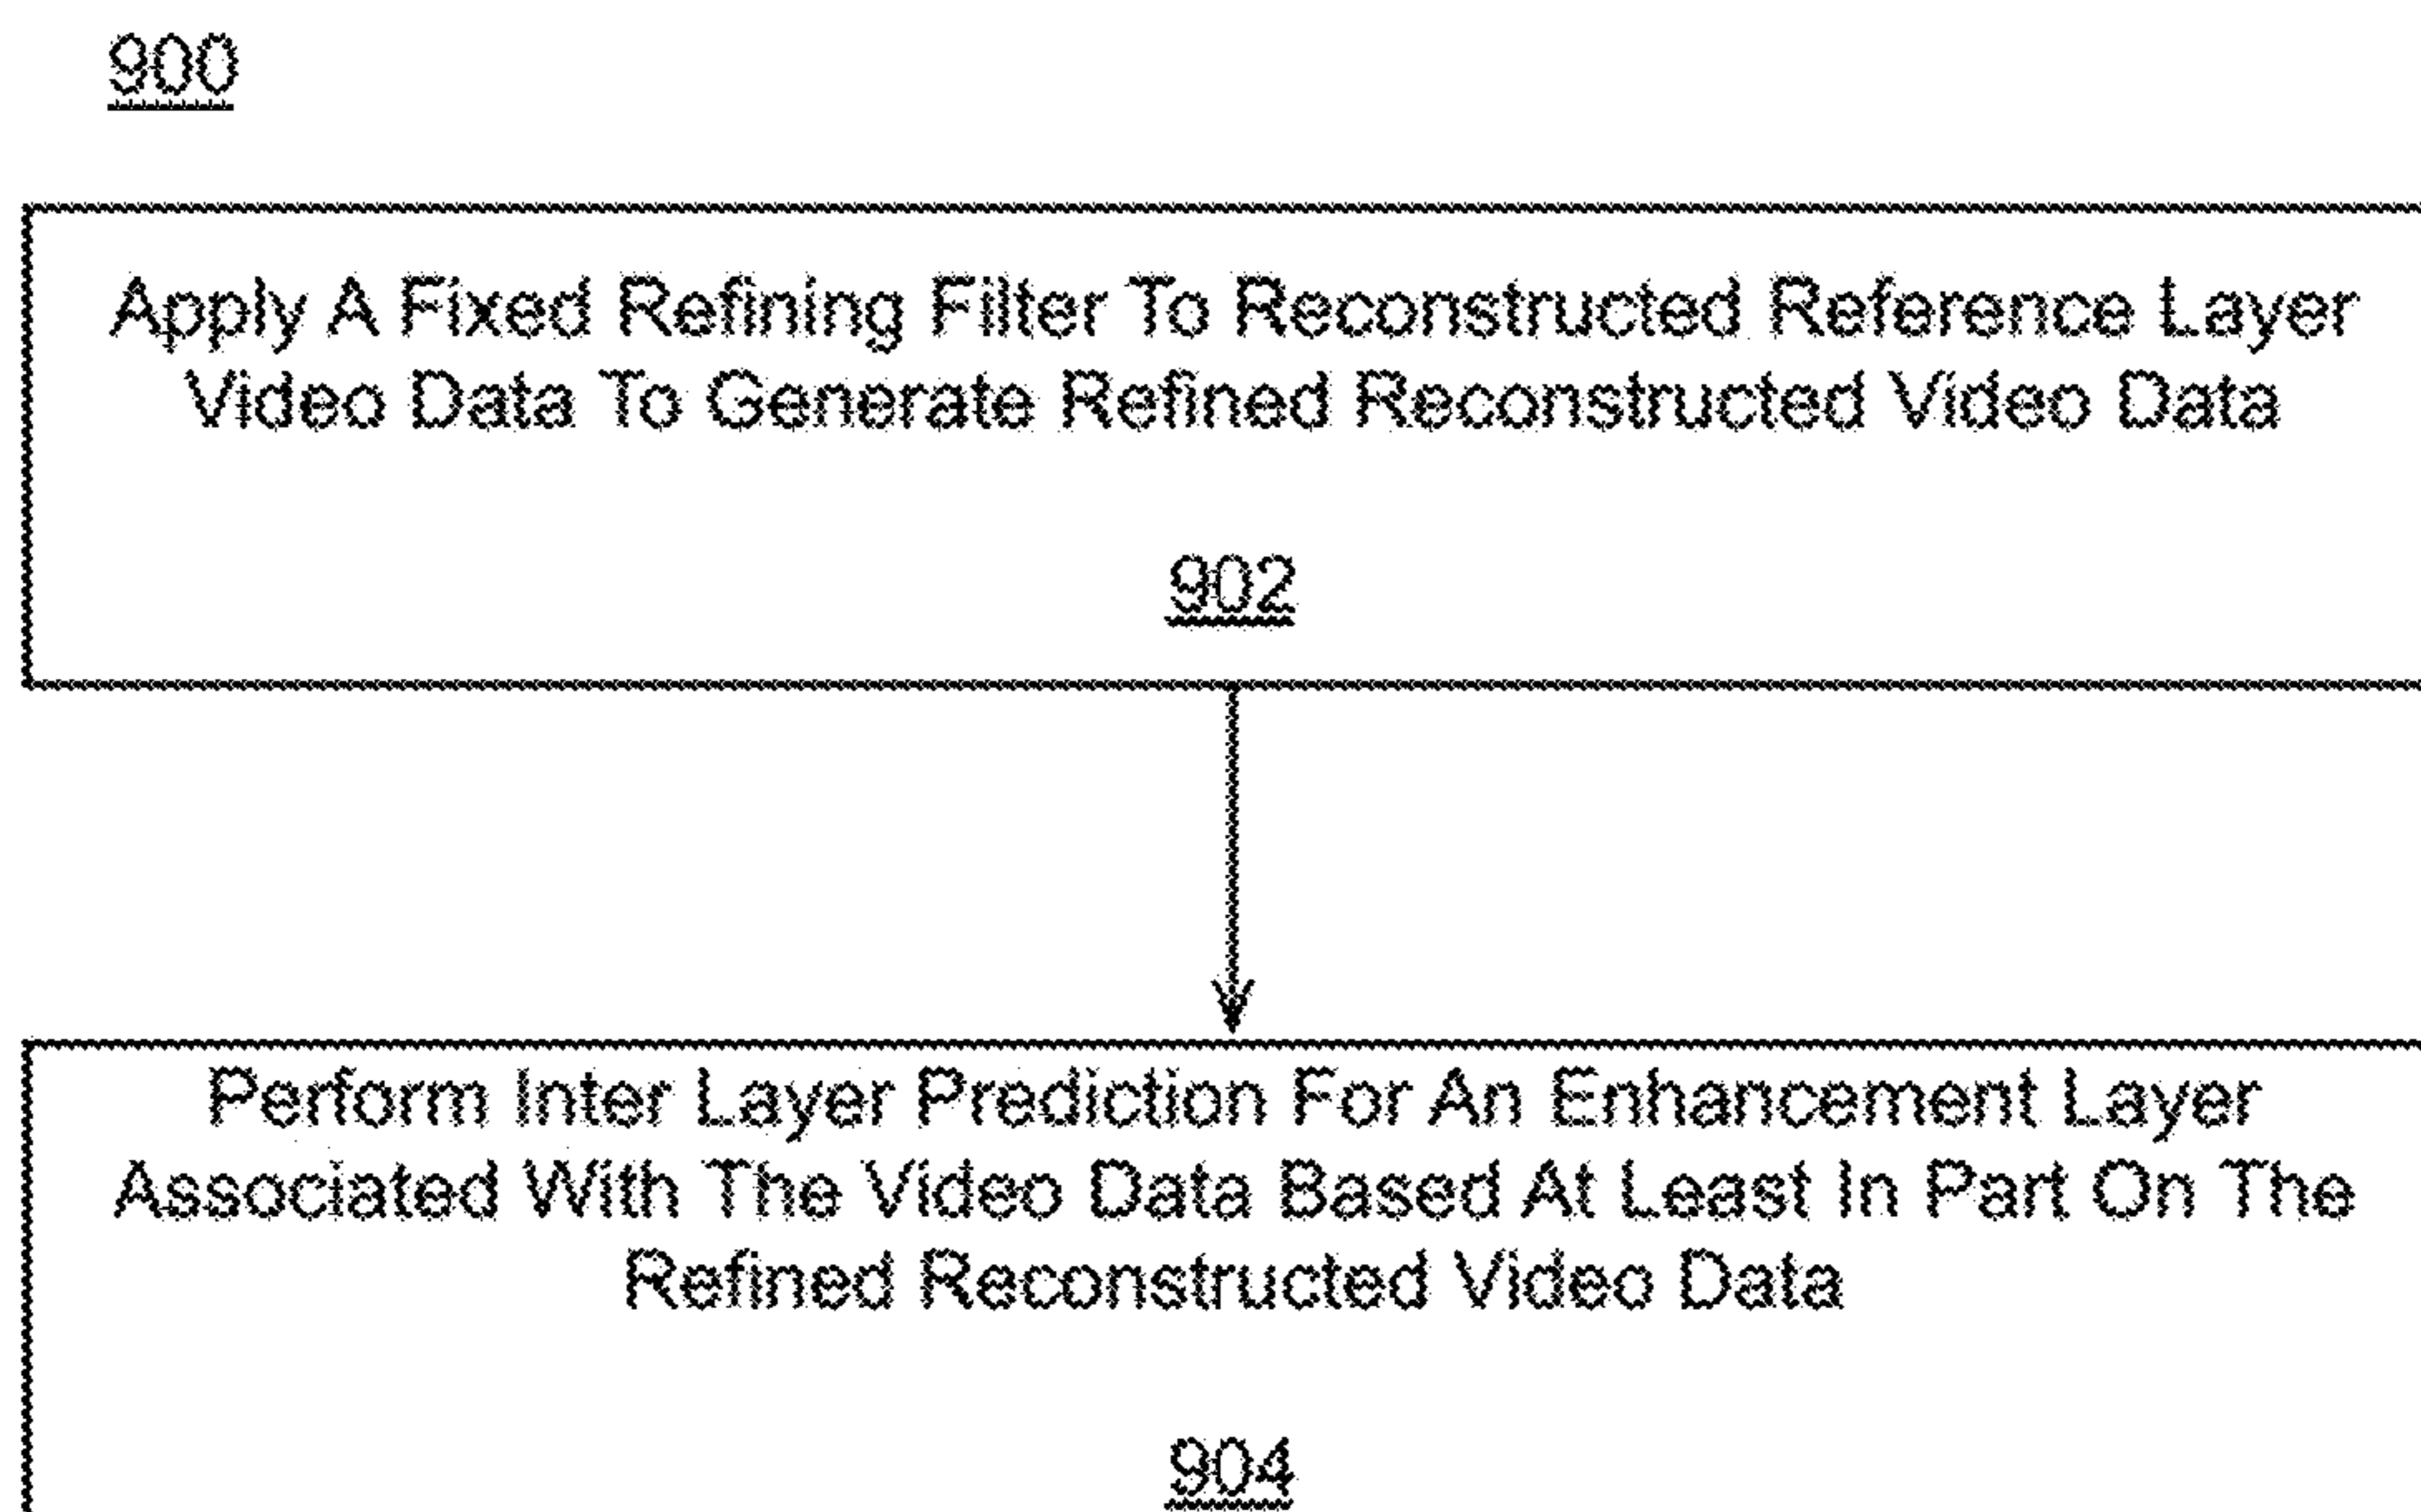 900
Apply A Fixed Refining Filter To Reconstructed Reference Layer
Video Data To Generate Refined Reconstructed Video Data
902
Perform Inter Layer Prediction For An Enhancement Layer
Associated With The Video Data Based At Least In Part On The
Refined Reconstructed Video Data
904